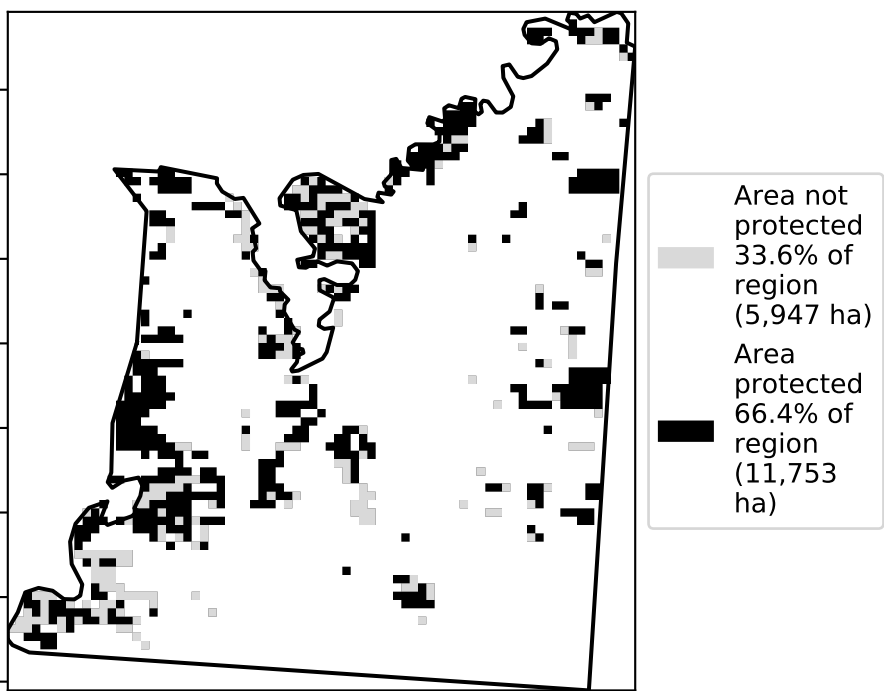 Area not
protected
33.6% of
region
(5,947 ha)
Area
protected
66.4% of
region
(11,753
ha)